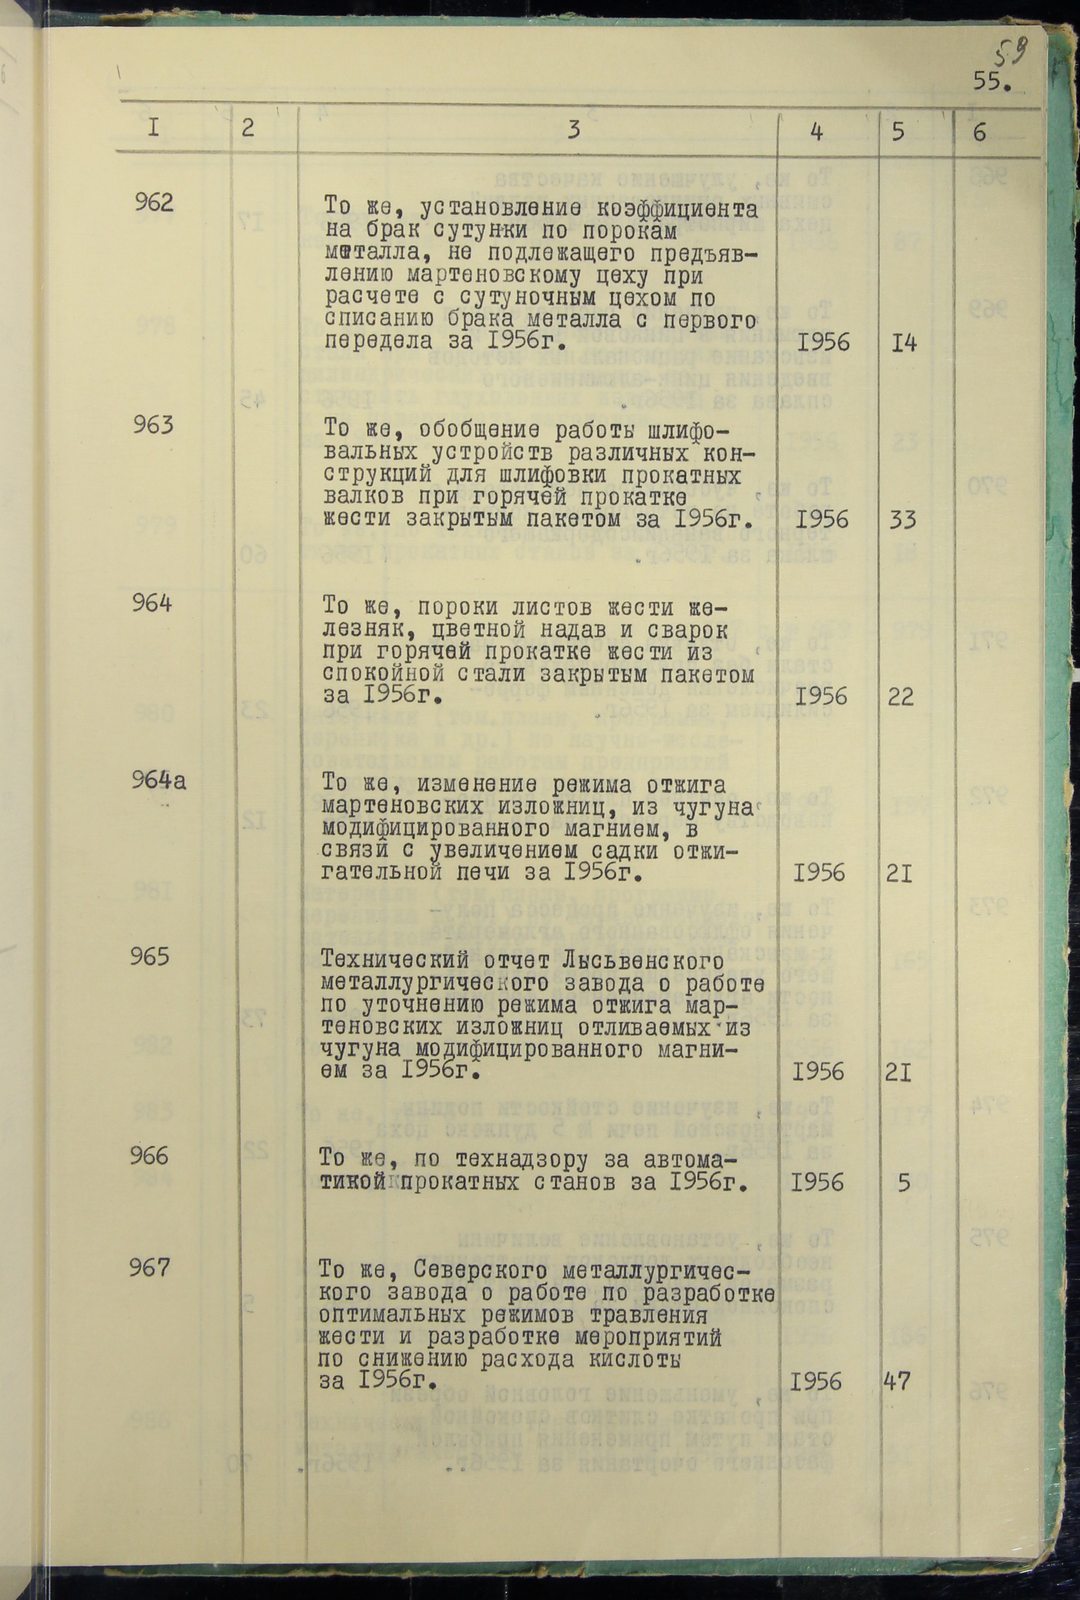 59
55.
I 2 3 4 5 6
962 То же, установление коэффициента
на брак сутунки по порокам
металла, не подлежащего предъяв-
лению мартеновскому цеху при
расчете с сутуночным цехом по
списанию брака металла с первого
передела за 1956г. 1956 14
963 То же, обобщение работы шлифо-
вальных устройств различных кон-
струкций для шлифовки прокатных
валков при горячей прокатке
жести закрытым пакетом за 1956г. 1956 33
964 То же, пороки листов жести же-
лезняк, цветной надав и сварок
при горячей прокатке жести из
спокойной стали закрытым пакетом
за 1956г. 1956 22
964а То же, изменение режима отжига
мартеновских изложниц, из чугуна
модифицированного магнием, в
связи с увеличением садки отжи-
гательной печи за 1956г. 1956 21
965 Технический отчет Лысьвенского
металлургического завода о работе
по уточнению режима отжига мар-
теновских изложниц отливаемых из
чугуна модифицированного магни-
ем за 1956г. 1956 21
966 То же, по технадзору за автома-
тикой прокатных станов за 1956г. 1956 5
967 То же, Северского металлургичес-
кого завода о работе по разработке
оптимальных режимов травления
жести и разработке мероприятий
по снижению расхода кислоты
за 1956г. 1956 47